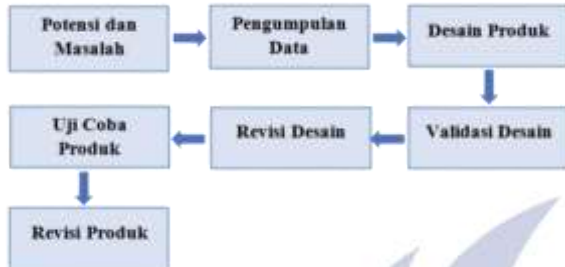 Potensi dan
Masalah
Pengumpulan
Data
Desain Produk
Validasi Desain
Revisi Desain
Uji Coba
Produk
Revisi Produk